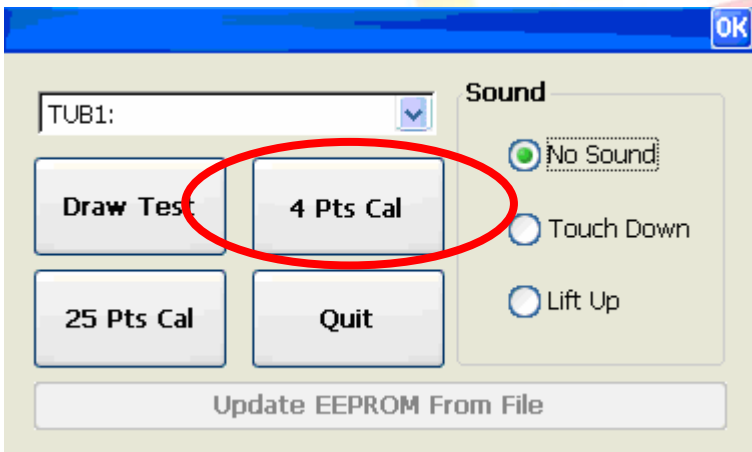 OK
TUB1:
Sound
No Sound
Draw Test
4 Pts Cal
Touch Down
25 Pts Cal
Quit
Lift Up
Update EEPROM From File